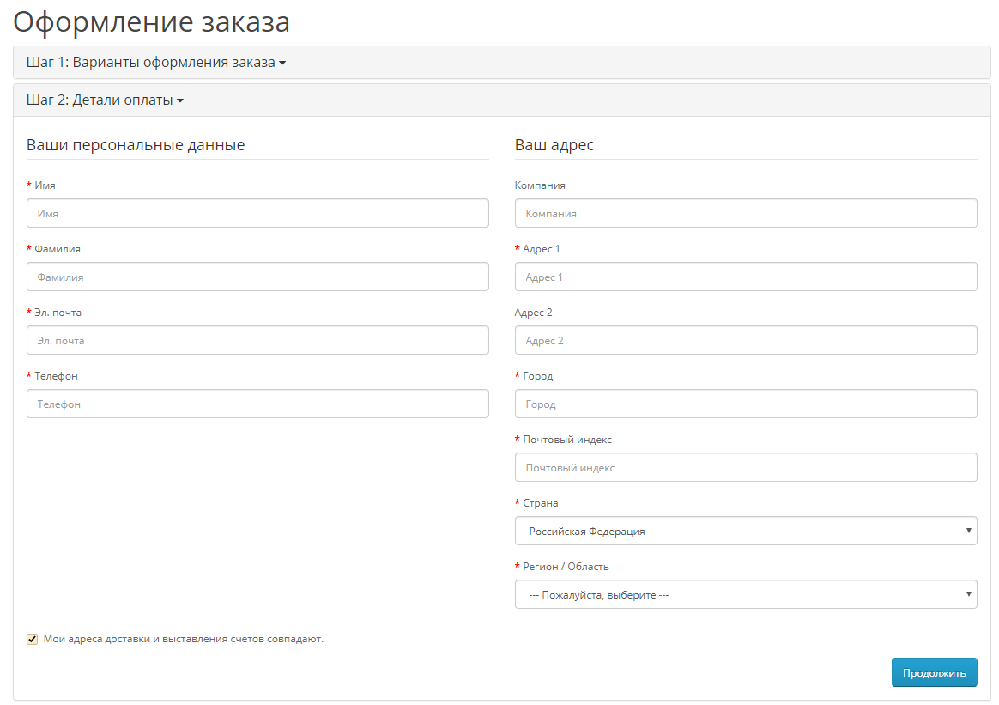 Оформление заказа
Шаг 1: Варианты оформления заказа
Шаг 2: Детали оплаты
Ваши персональные данные
* Имя
Имя
* Фамилия
Фамилия
* Эл. почта
Эл. почта
* Телефон
Телефон
Ваш адрес
Компания
Компания
* Адрес 1
Адрес 1
Адрес 2
Адрес 2
* Город
Город
* Почтовый индекс
Почтовый индекс
* Страна
Российская Федерация
* Регион / Область
--- Пожалуйста, выберите ---
Мои адреса доставки и выставления счетов совпадают.
Продолжить